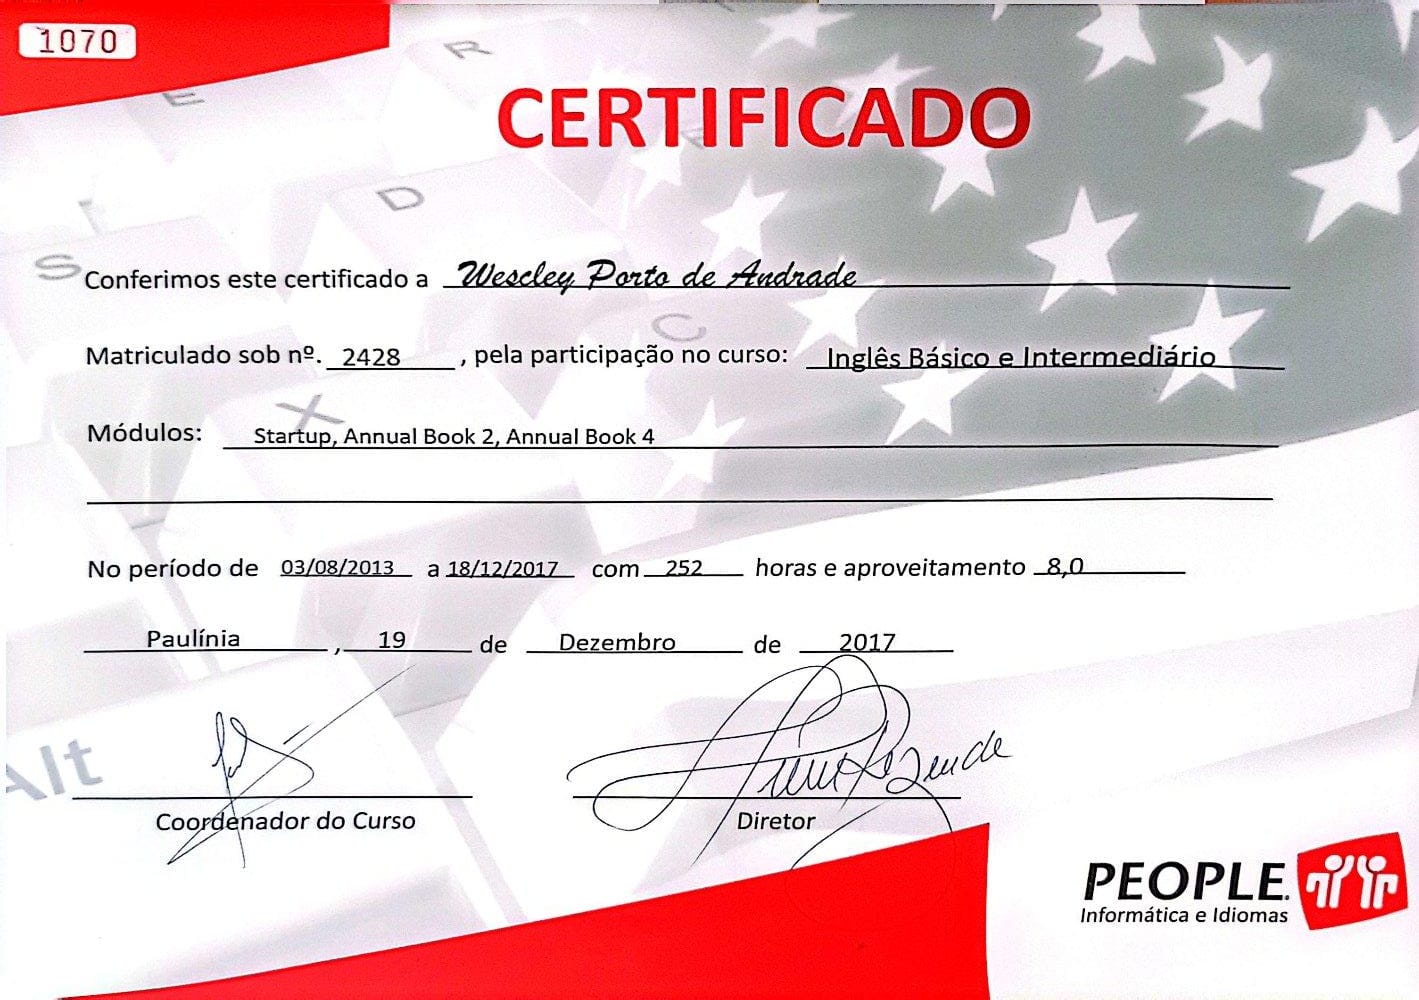 1070
CERTIFICADO
Conferimos este certificado a Wescley Porto de Andrade
Matriculado sob nº. 2428 , pela participação no curso: Inglês Básico e Intermediário
Módulos: Startup, Annual Book 2, Annual Book 4
No período de 03/08/2013 a 18/12/2017 com 252 horas e aproveitamento 8,0
Paulínia , 19 de Dezembro de 2017
Coordenador do Curso Diretor
PEOPLE.
Informática e Idiomas
E
R
D
S
C
X
Alt